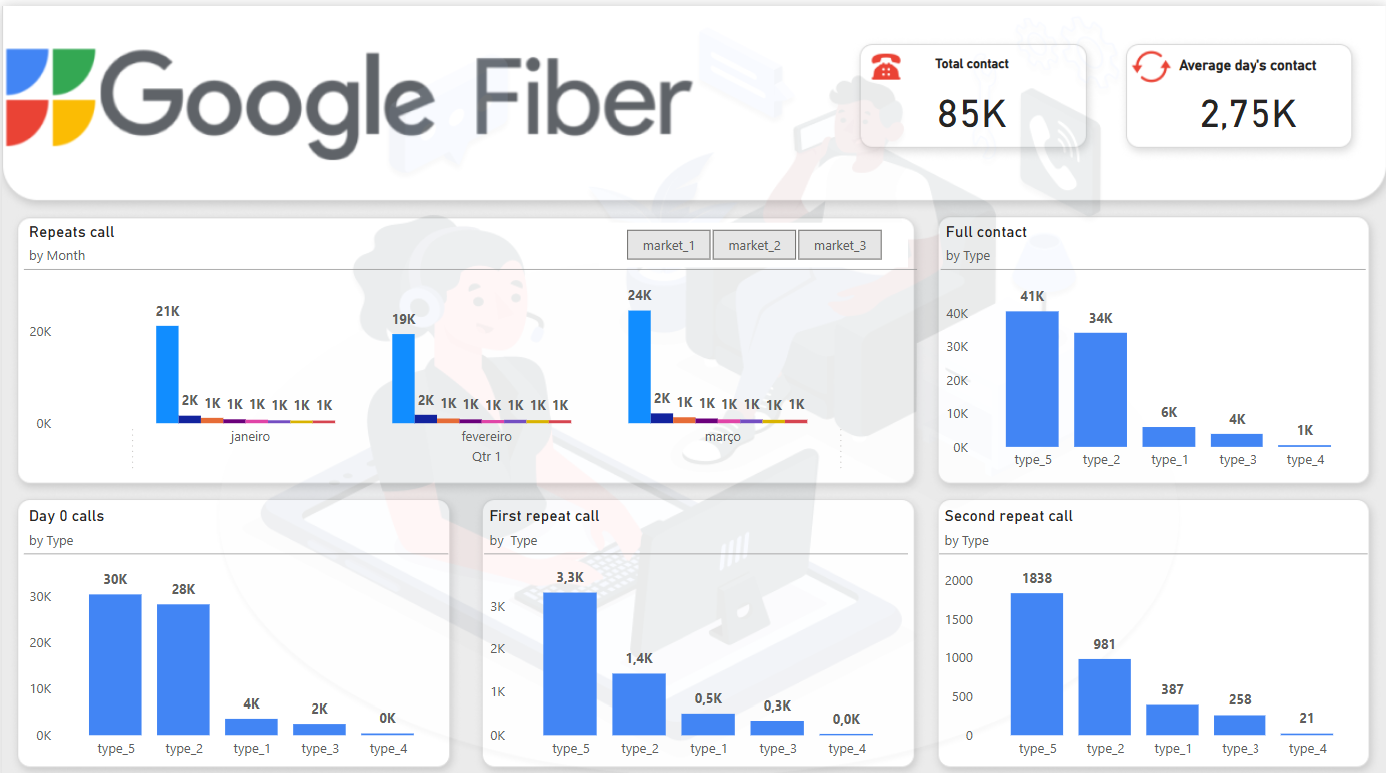 Google Fiber
Total contact
85K
Average day's contact
2,75K
Repeats call
by Month
market_1 market_2 market_3
20K
0K
21K 2K 1K 1K 1K 1K 1K 1K
19K 2K 1K 1K 1K 1K 1K 1K
24K 2K 1K 1K 1K 1K 1K 1K
janeiro fevereiro março
Qtr 1
Full contact
by Type
40K
30K
20K
10K
0K
41K 34K 6K 4K 1K
type_5 type_2 type_1 type_3 type_4
Day 0 calls
by Type
30K
20K
10K
0K
30K 28K 4K 2K 0K
type_5 type_2 type_1 type_3 type_4
First repeat call
by Type
3K
2K
1K
0K
3,3K 1,4K 0,5K 0,3K 0,0K
type_5 type_2 type_1 type_3 type_4
Second repeat call
by Type
2000
1500
1000
500
0
1838 981 387 258 21
type_5 type_2 type_1 type_3 type_4